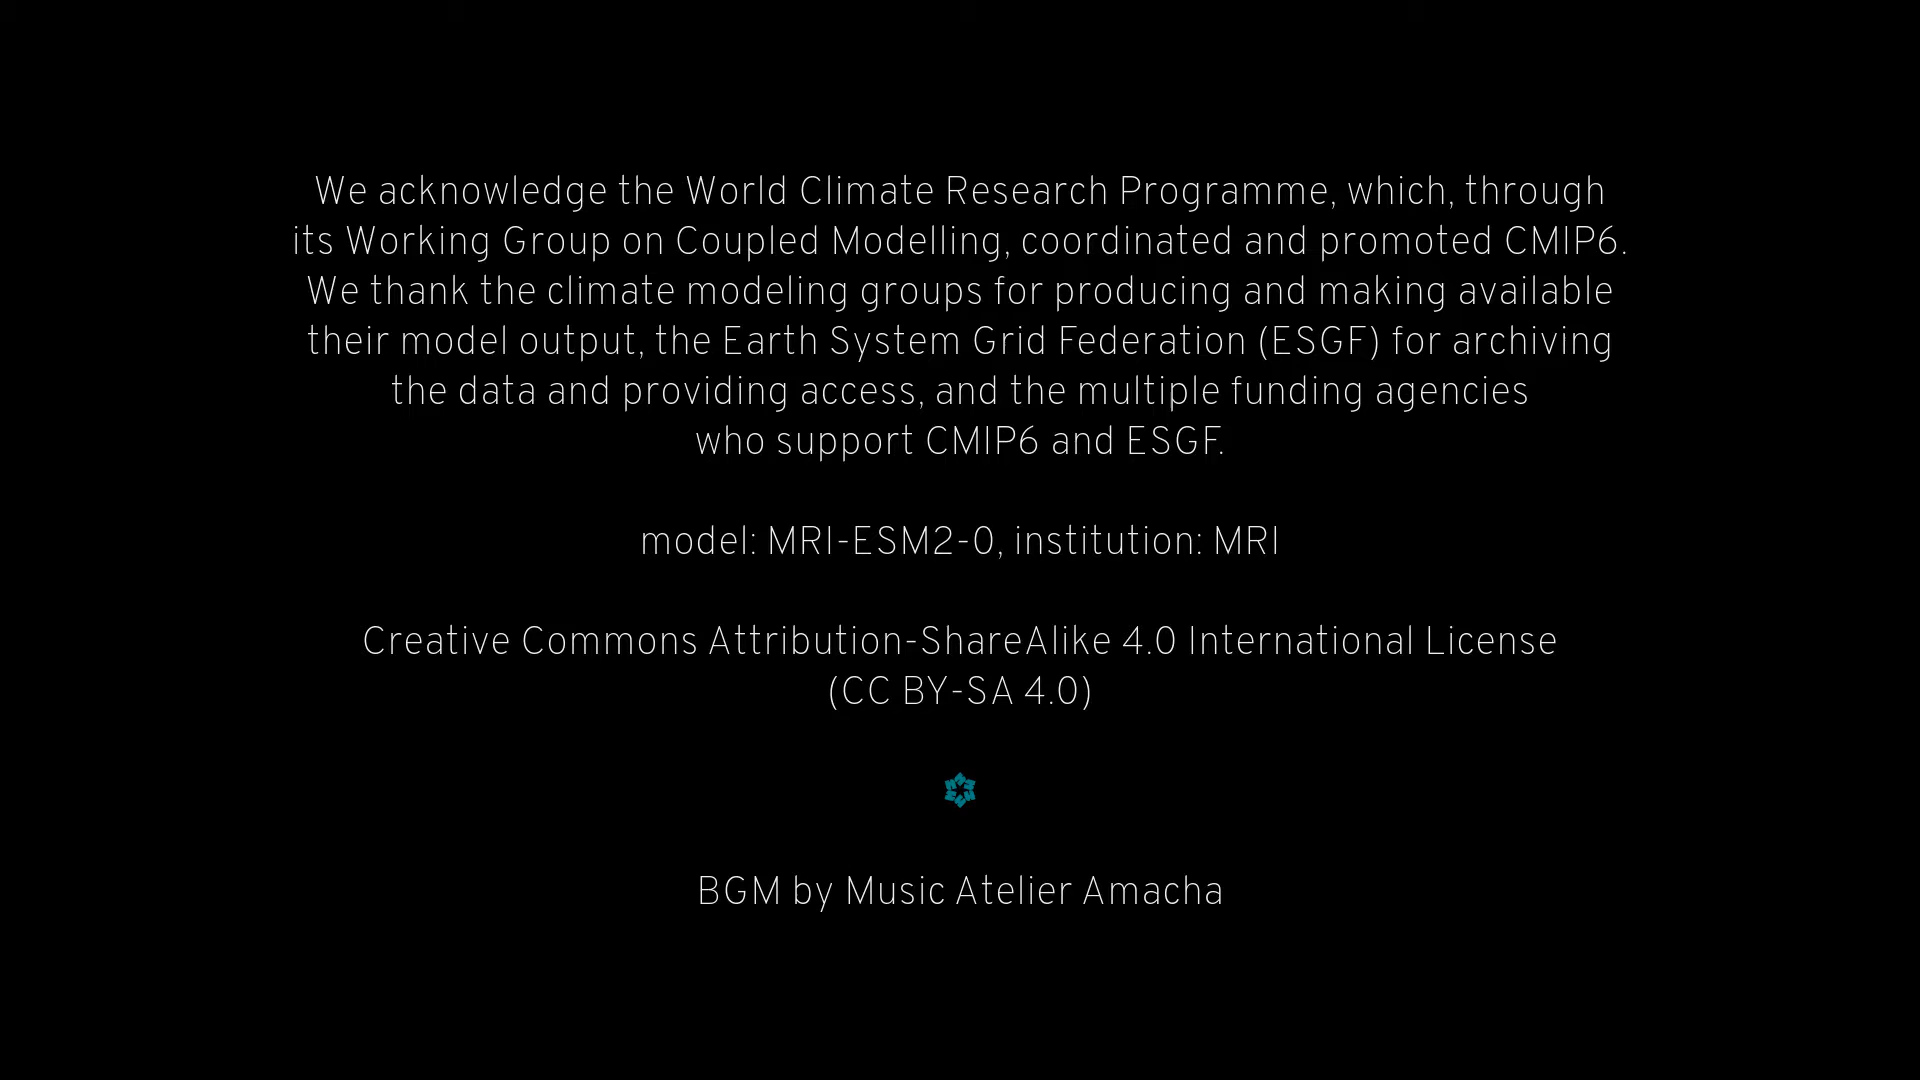 We acknowledge the World Climate Research Programme, which, through
its Working Group on Coupled Modelling, coordinated and promoted CMIP6.
We thank the climate modeling groups for producing and making available
their model output, the Earth System Grid Federation (ESGF) for archiving
the data and providing access, and the multiple funding agencies
who support CMIP6 and ESGF.
model: MRI-ESM2-0, institution: MRI
Creative Commons Attribution-ShareAlike 4.0 International License
(CC BY-SA 4.0)
BGM by Music Atelier Amacha